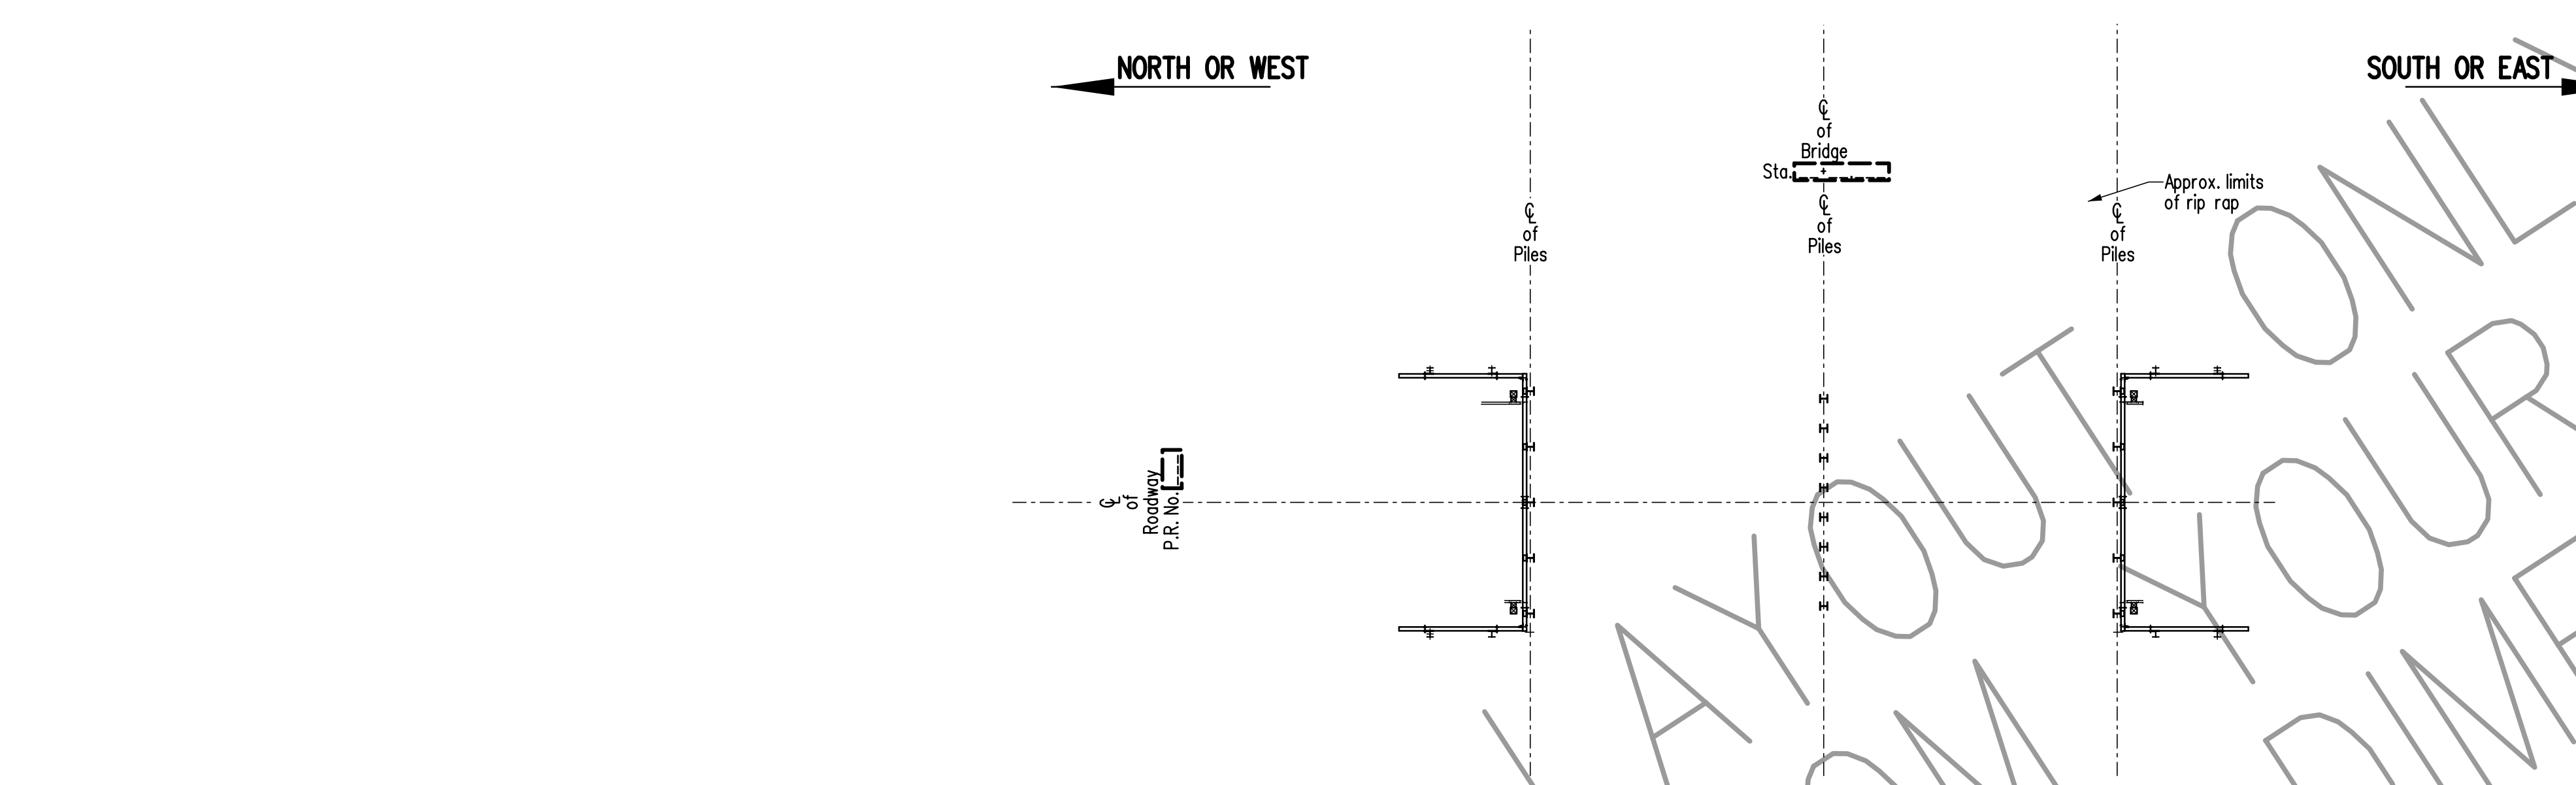 NORTH OR WEST
SOUTH OR EAST
℄
of
Bridge
Sta.
℄
of
Piles
℄
of
Piles
℄
of
Piles
Approx. limits
of rip rap
℄
of
Roadway
P.R. No.
LAYOUT ONLY
YOUR